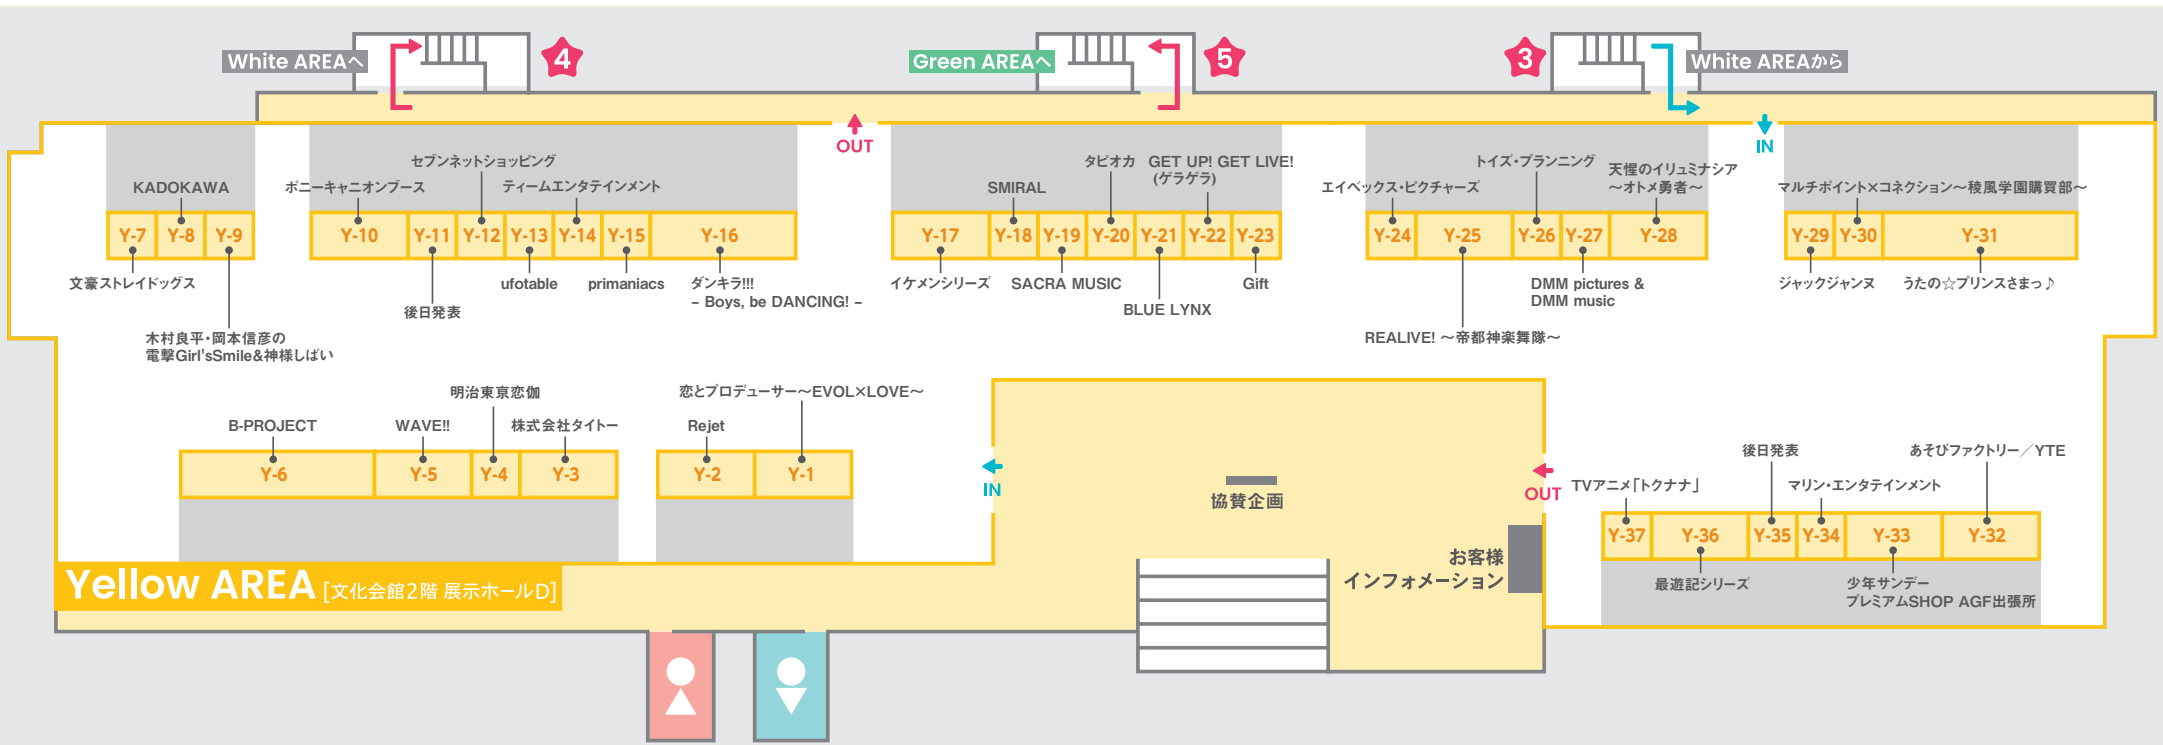 White AREAへ
4
Green AREAへ
5
3
White AREAから
OUT
IN
KADOKAWA
ポニーキャニオンブース
セブンネットショッピング
ティームエンタテインメント
SMIRAL
タピオカ
GET UP! GET LIVE!
(ゲラゲラ)
エイベックス・ピクチャーズ
トイズ・プランニング
天惺のイリュミナシア
～オトメ勇者～
マルチポイント×コネクション～稜風学園購買部～
Y-7
Y-8
Y-9
Y-10
Y-11
Y-12
Y-13
Y-14
Y-15
Y-16
Y-17
Y-18
Y-19
Y-20
Y-21
Y-22
Y-23
Y-24
Y-25
Y-26
Y-27
Y-28
Y-29
Y-30
Y-31
文豪ストレイドッグス
木村良平・岡本信彦の
電撃Girl'sSmile&神様しばい
後日発表
ufotable
primaniacs
ダンキラ!!!
– Boys, be DANCING! –
イケメンシリーズ
SACRA MUSIC
BLUE LYNX
Gift
REALIVE! ～帝都神楽舞隊～
DMM pictures &
DMM music
ジャックジャンヌ
うたの☆プリンスさまっ♪
B-PROJECT
WAVE!!
明治東亰恋伽
株式会社タイトー
Rejet
恋とプロデューサー～EVOL×LOVE～
Y-6
Y-5
Y-4
Y-3
Y-2
Y-1
IN
協賛企画
OUT
お客様
インフォメーション
TVアニメ「トクナナ」
後日発表
マリン・エンタテインメント
あそびファクトリー／YTE
Y-37
Y-36
Y-35
Y-34
Y-33
Y-32
最遊記シリーズ
少年サンデー
プレミアムSHOP AGF出張所
Yellow AREA [文化会館2階 展示ホールD]